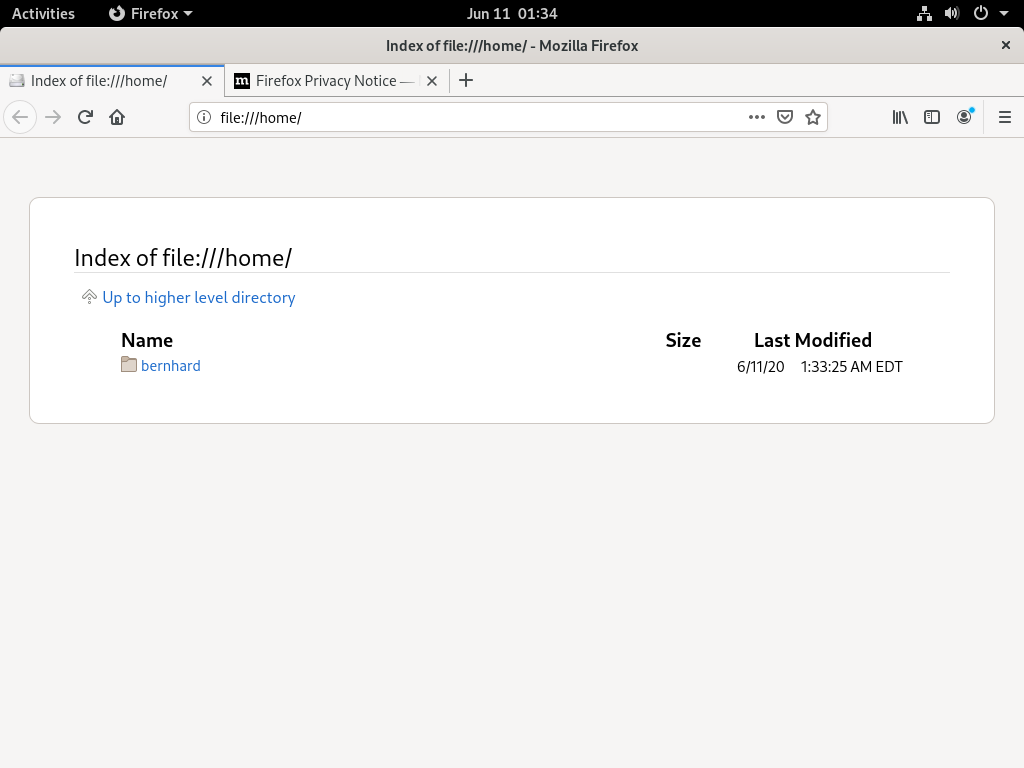 Activities Firefox Jun 11 01:34
Index of file:///home/ - Mozilla Firefox
Index of file:///home/ m Firefox Privacy Notice —
file:///home/
Index of file:///home/
Up to higher level directory
Name Size Last Modified
bernhard 6/11/20 1:33:25 AM EDT